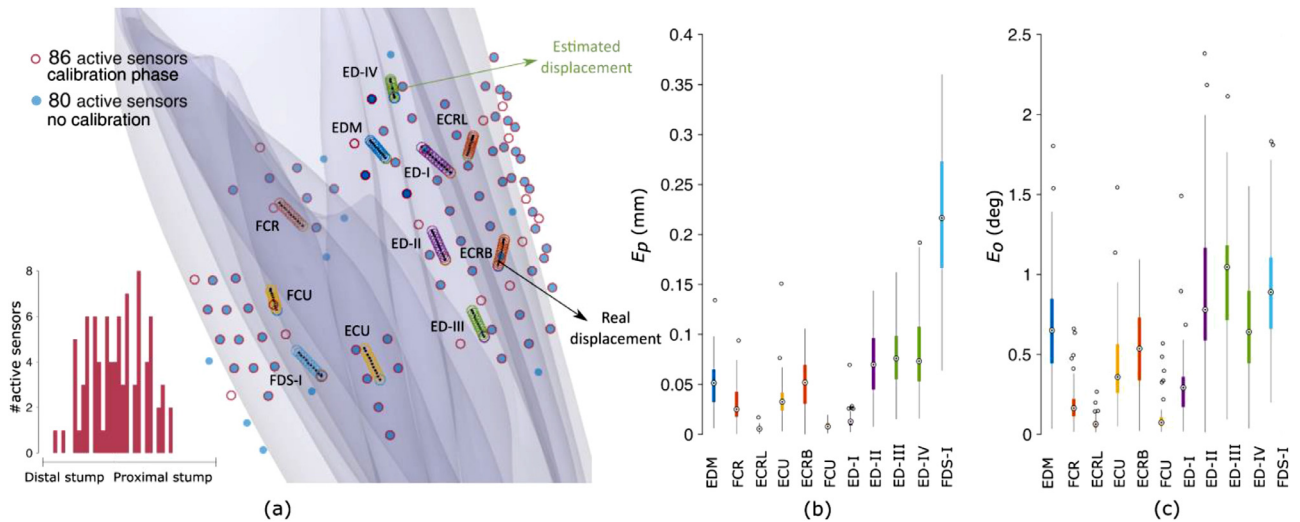 86 active sensors
calibration phase
80 active sensors
no calibration
Estimated
displacement
ED-IV
EDM
ECRL
ED-I
FCR
ED-II
ECRB
FCU
ECU
ED-III
FDS-I
Real
displacement
#active sensors
8
6
4
2
0
Distal stump Proximal stump
(a)
Ep (mm)
0.4
0.35
0.3
0.25
0.2
0.15
0.1
0.05
0
EDM
FCR
ECRL
ECU
ECRB
FCU
ED-I
ED-II
ED-III
ED-IV
FDS-I
(b)
Eo (deg)
2.5
2
1.5
1
0.5
0
EDM
FCR
ECRL
ECU
ECRB
FCU
ED-I
ED-II
ED-III
ED-IV
FDS-I
(c)